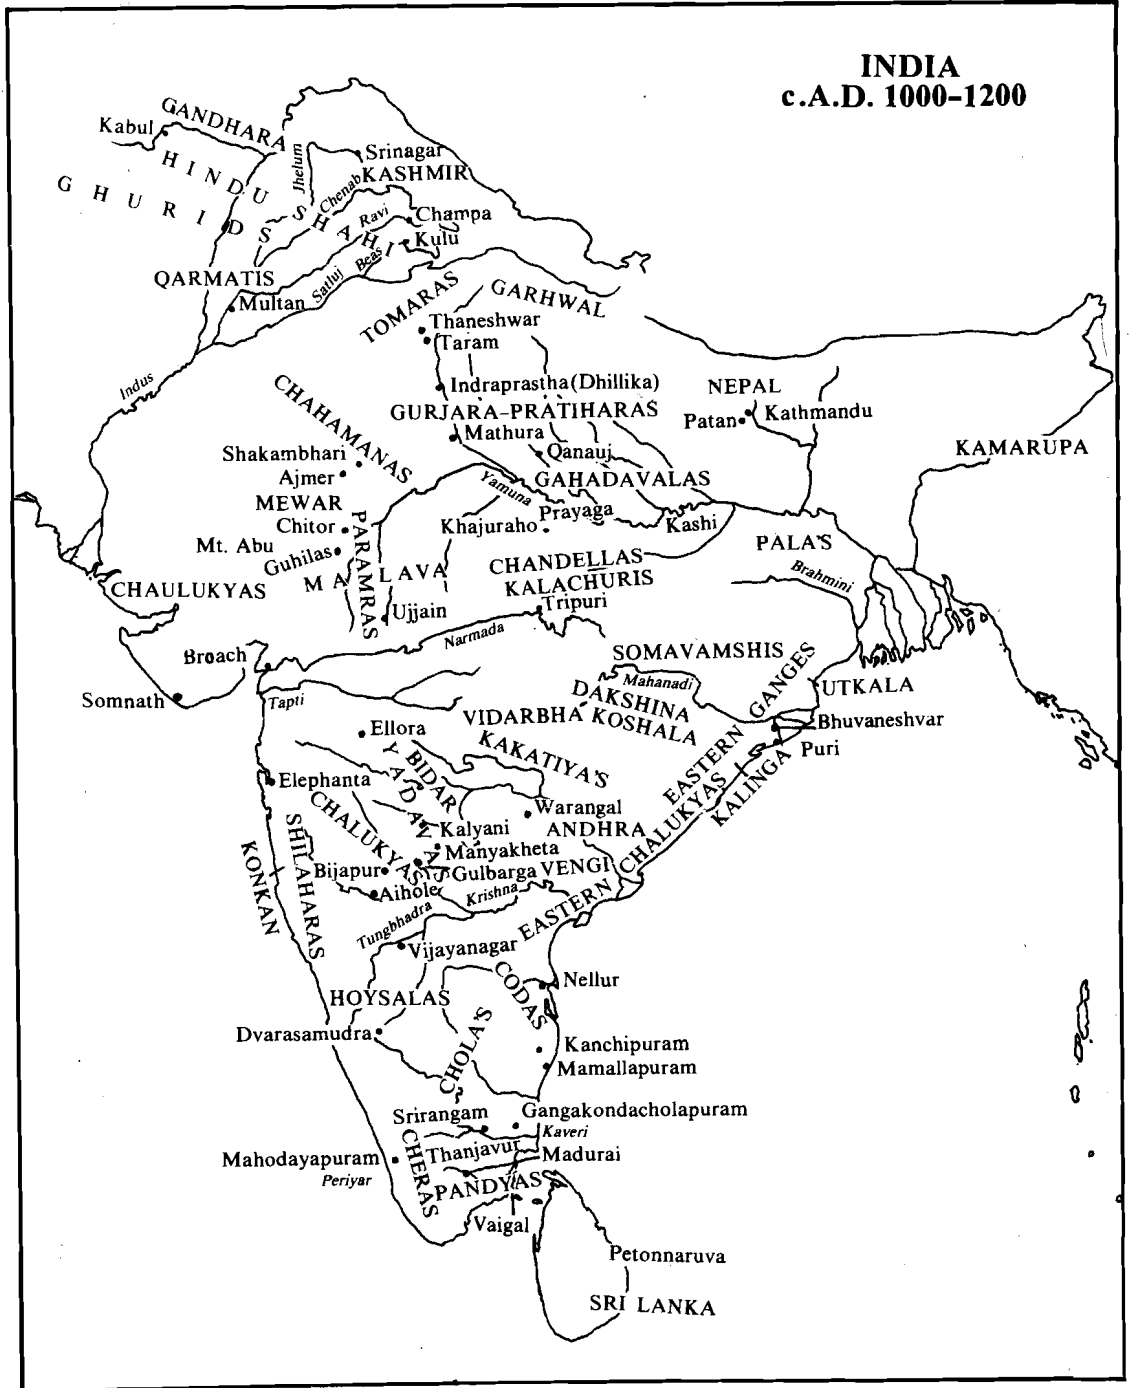 INDIA
c.A.D. 1000–1200
GANDHARA
Kabul
HINDU SHAHI
GHURIDS
Jhelum
Srinagar
KASHMIR
Chenab
Ravi
Champa
Kulu
Beas
Satluj
QARMATIS
Multan
TOMARAS
GARHWAL
Thaneshwar
Taram
Indus
Indraprastha (Dhillika)
CHAHAMANAS
GURJARA–PRATIHARAS
Mathura
NEPAL
Patan
Kathmandu
KAMARUPA
Shakambhari
Ajmer
Qanauj
GAHADAVALAS
Yamuna
MEWAR
Chitor
PARAMRAS
Khajuraho
Prayaga
Kashi
Mt. Abu
Guhilas
MALAVA
CHANDELLAS
KALACHURIS
PALA'S
Brahmini
CHAULUKYAS
Ujjain
Tripuri
Narmada
Broach
SOMAVAMSHIS
Mahanadi
Somnath
Tapti
DAKSHINA
KOSHALA
EASTERN GANGES
UTKALA
Bhuvaneshvar
Puri
Ellora
VIDARBHA
KAKATIYA'S
YADAVAS
BIDAR
KALINGA
Elephanta
CHALUKYAS
Warangal
Kalyani
ANDHRA
EASTERN CHALUKYAS
KONKAN
SHILAHARAS
Manyakheta
Bijapur
Gulbarga
VENGI
Aihole
Krishna
Tungbhadra
Vijayanagar
CODAS
Nellur
HOYSALAS
Dvarasamudra
CHOLA'S
Kanchipuram
Mamallapuram
Srirangam
Gangakondacholapuram
Kaveri
CHERAS
Thanjavur
Madurai
Mahodayapuram
Periyar
PANDYAS
Vaigal
Petonnaruva
SRI LANKA